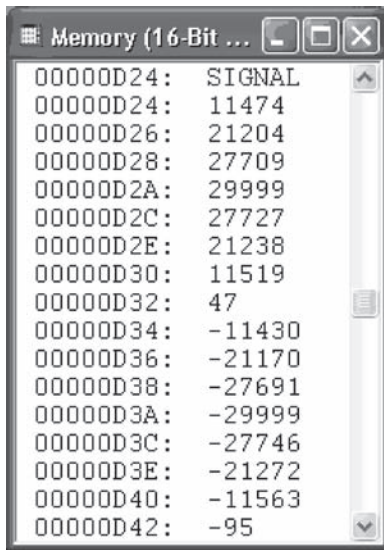 Memory (16-Bit ...
00000D24: SIGNAL
00000D24: 11474
00000D26: 21204
00000D28: 27709
00000D2A: 29999
00000D2C: 27727
00000D2E: 21238
00000D30: 11519
00000D32: 47
00000D34: -11430
00000D36: -21170
00000D38: -27691
00000D3A: -29999
00000D3C: -27746
00000D3E: -21272
00000D40: -11563
00000D42: -95